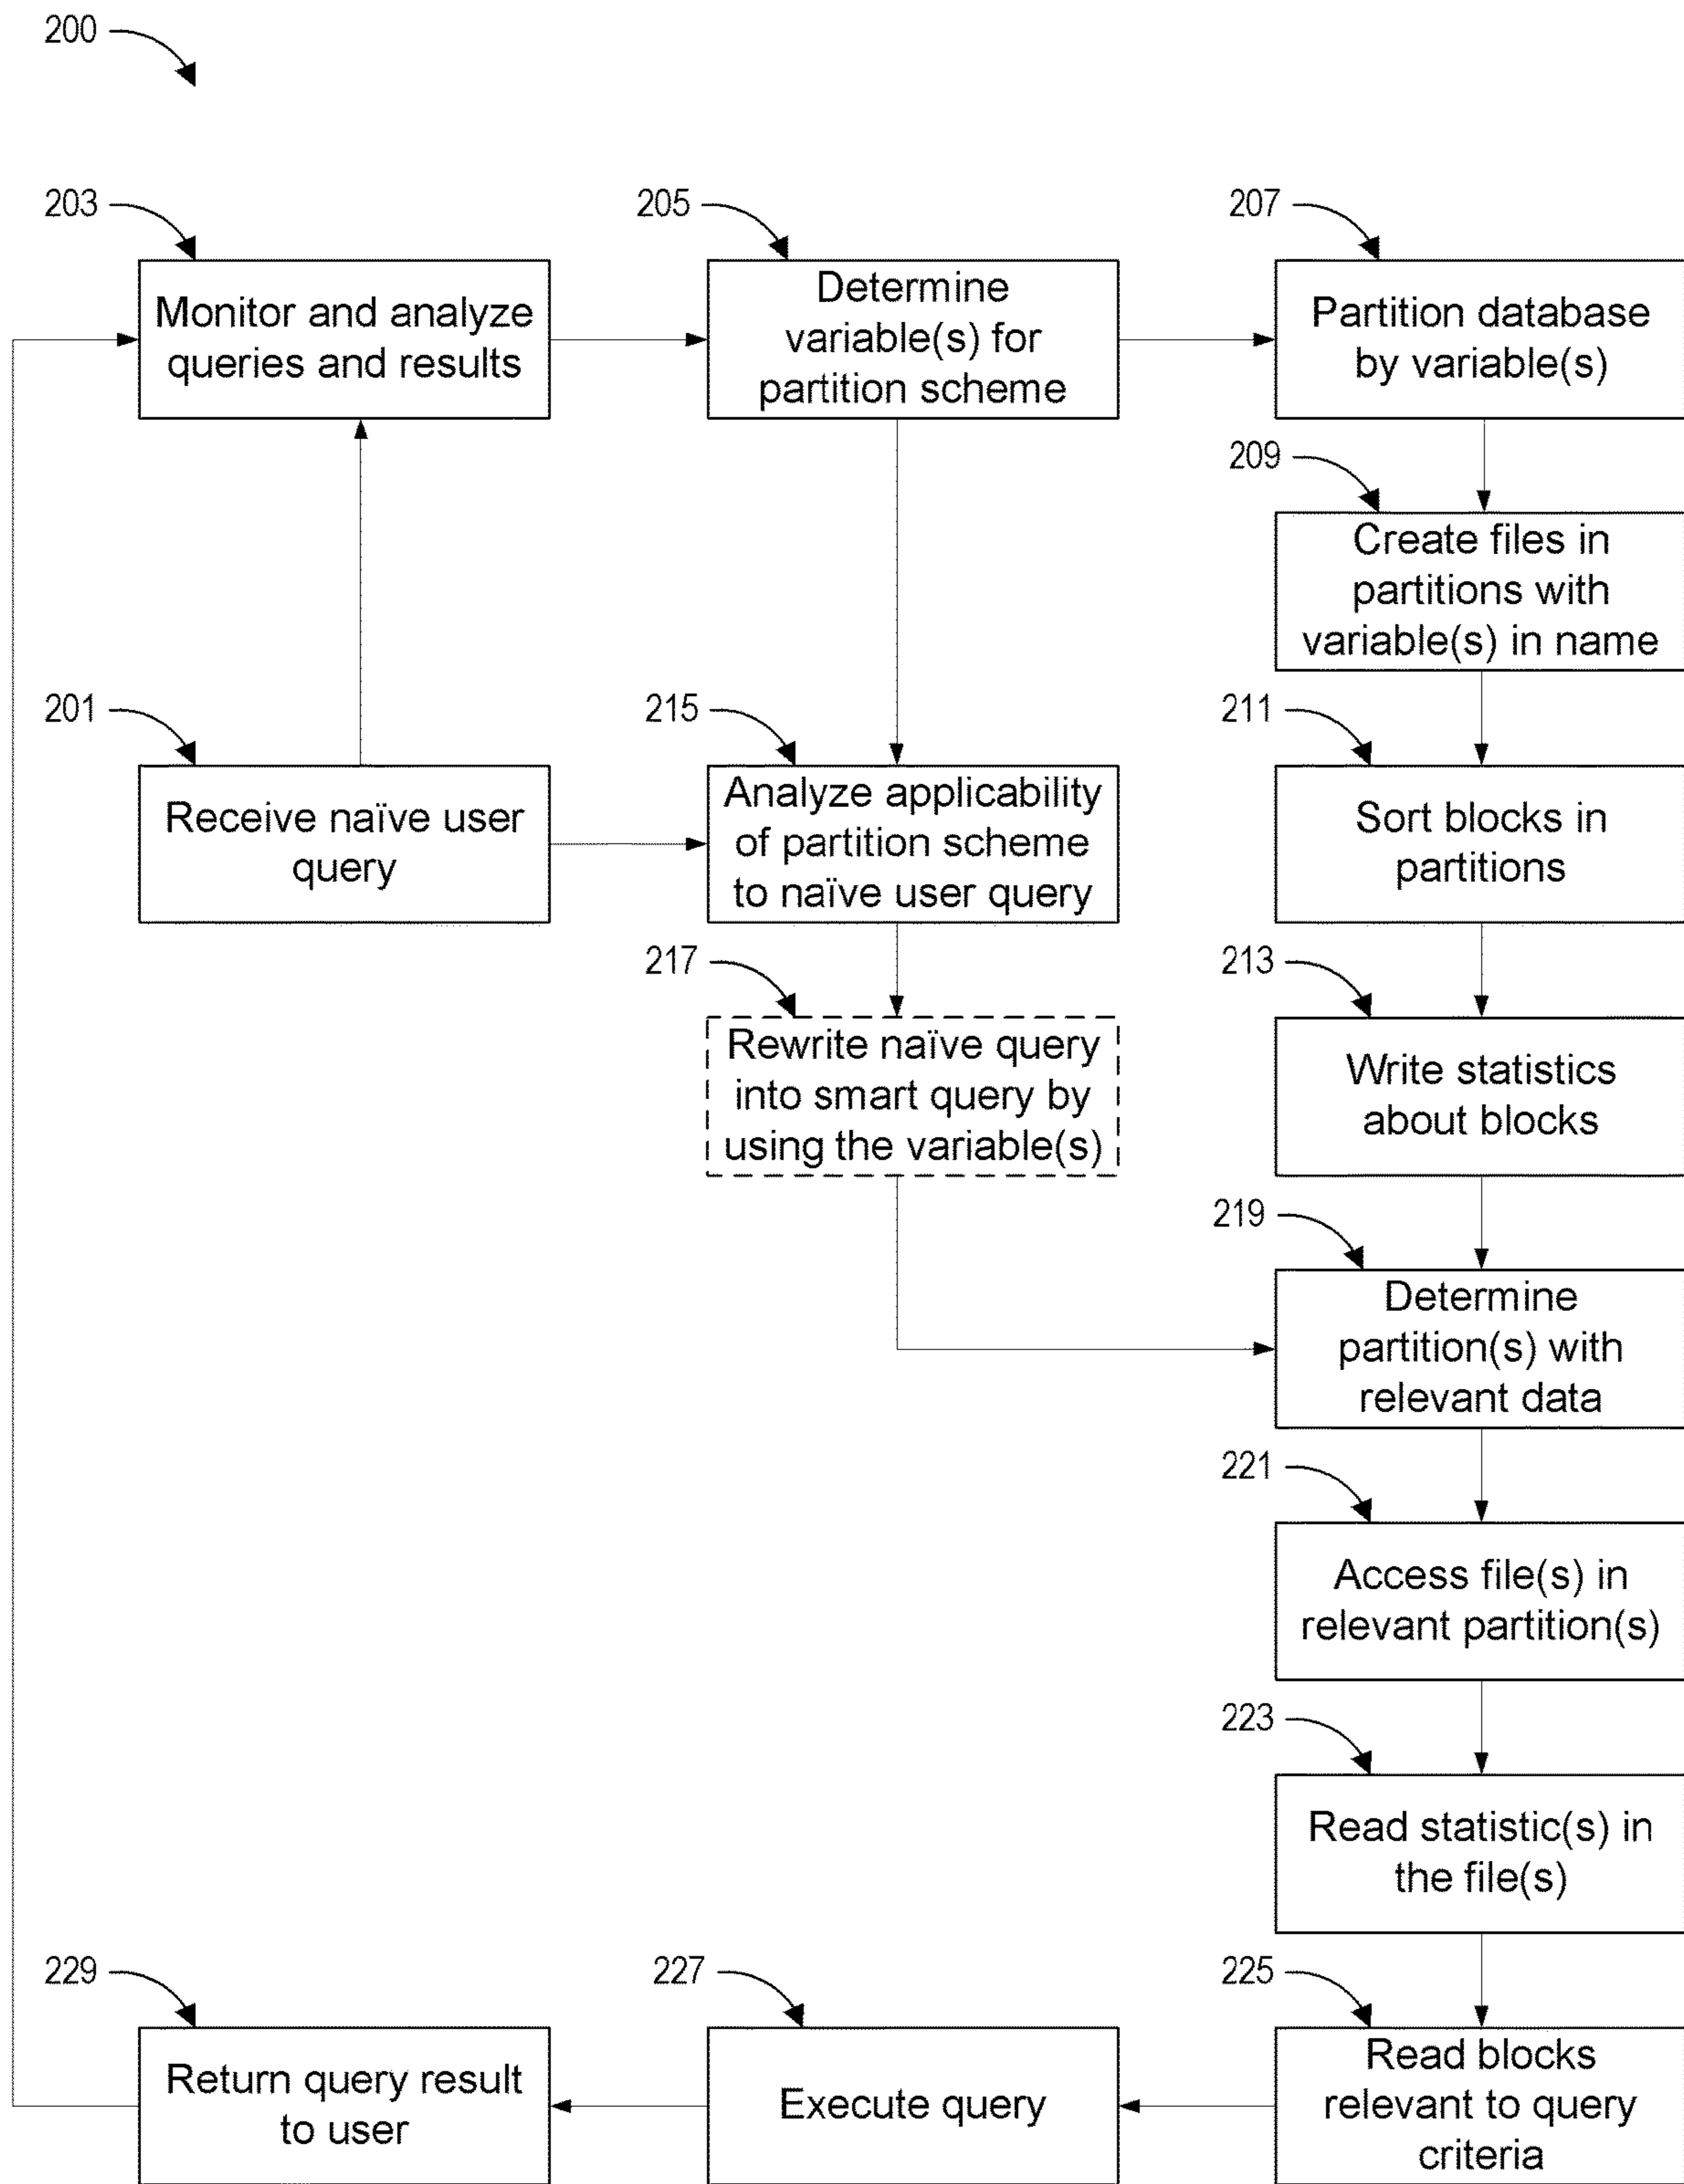 200
203
205
207
Monitor and analyze
queries and results
Determine
variable(s) for
partition scheme
Partition database
by variable(s)
209
Create files in
partitions with
variable(s) in name
201
215
211
Receive naïve user
query
Analyze applicability
of partition scheme
to naïve user query
Sort blocks in
partitions
217
213
Rewrite naïve query
into smart query by
using the variable(s)
Write statistics
about blocks
219
Determine
partition(s) with
relevant data
221
Access file(s) in
relevant partition(s)
223
Read statistic(s) in
the file(s)
229
227
225
Return query result
to user
Execute query
Read blocks
relevant to query
criteria